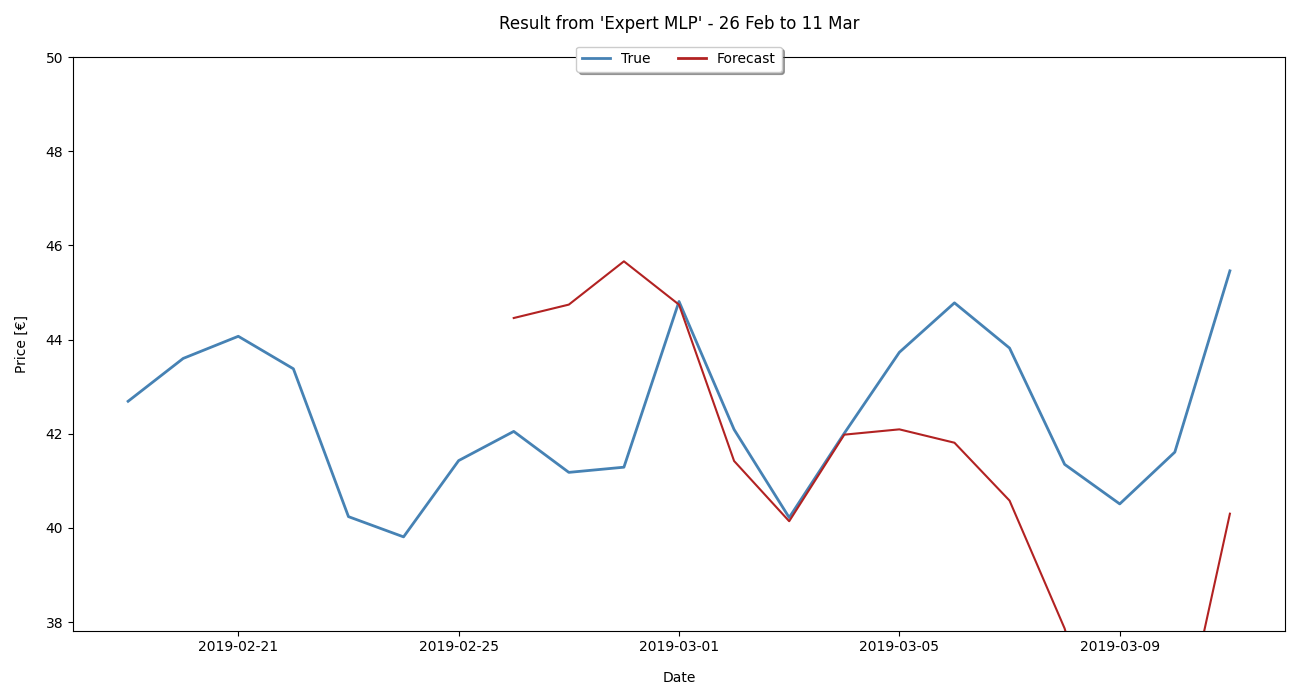 Result from 'Expert MLP' - 26 Feb to 11 Mar
True Forecast
50
48
46
44
42
40
38
Price [€]
2019-02-21 2019-02-25 2019-03-01 2019-03-05 2019-03-09
Date